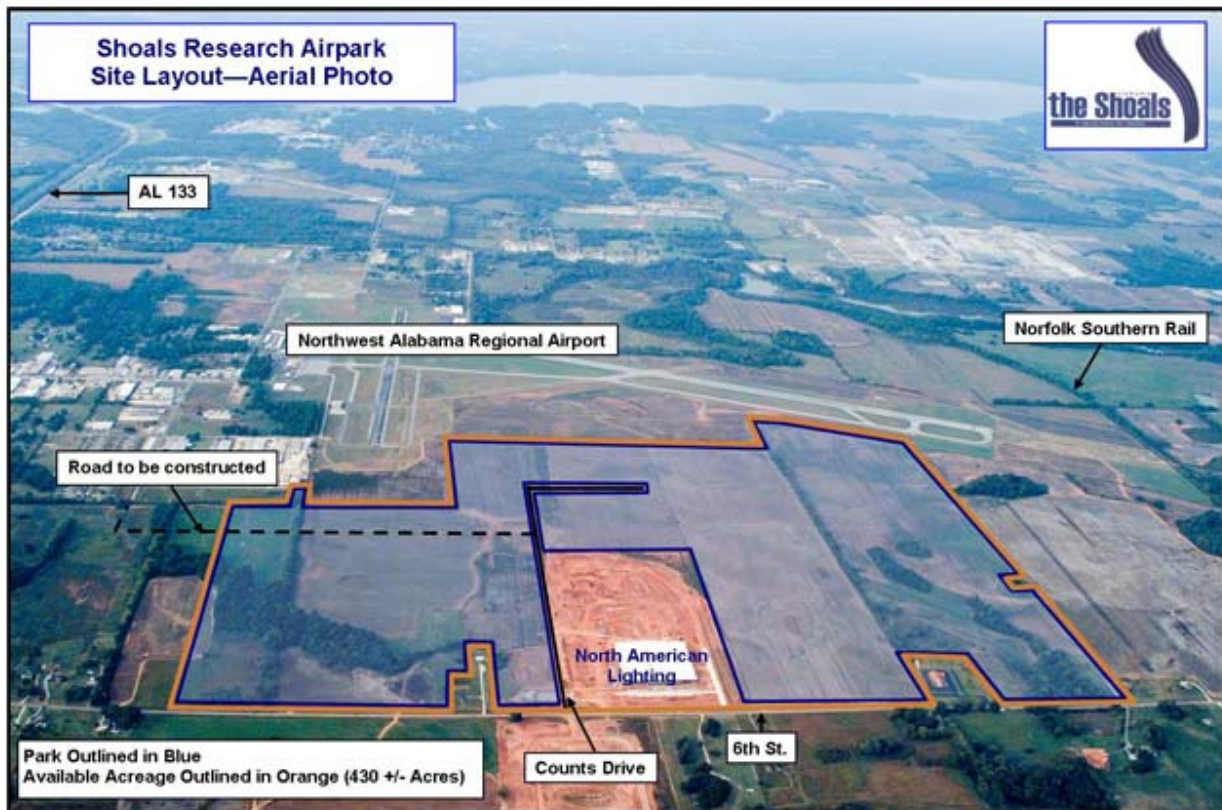 Shoals Research Airpark
Site Layout—Aerial Photo
the Shoals
AL 133
Northwest Alabama Regional Airport
Norfolk Southern Rail
Road to be constructed
North American
Lighting
6th St.
Counts Drive
Park Outlined in Blue
Available Acreage Outlined in Orange (430 +/- Acres)